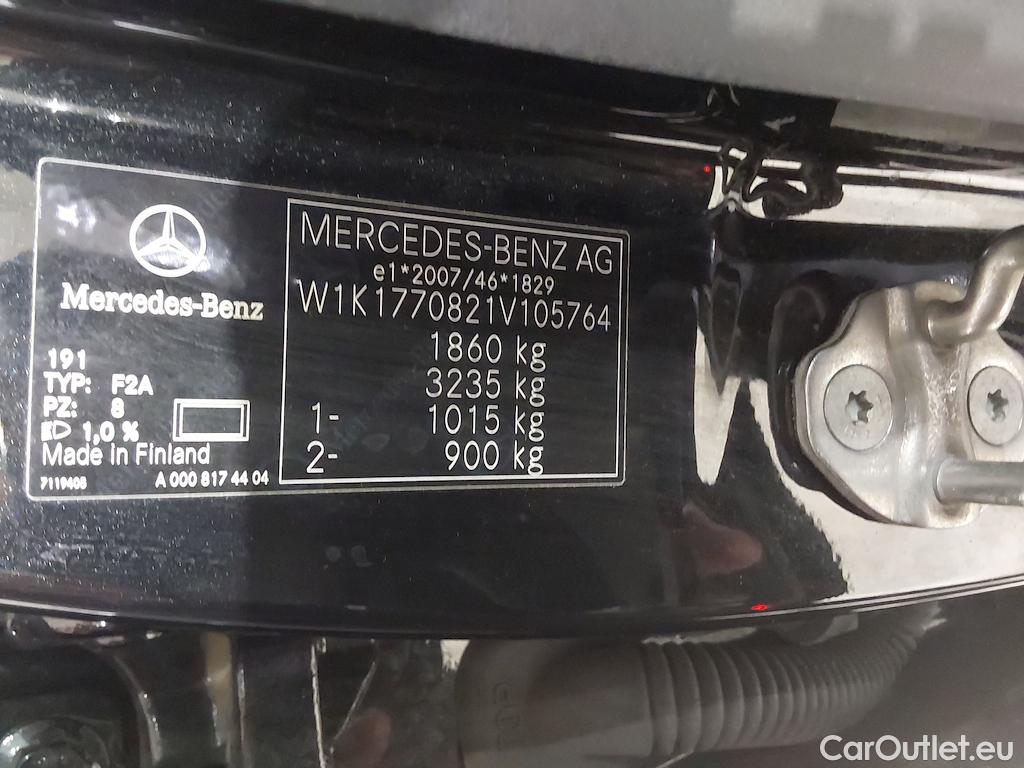 Mercedes-Benz
191
TYP: F2A
PZ: 8
1,0 %
Made in Finland
7119408
A 000 817 44 04
MERCEDES-BENZ AG
e1*2007/46*1829
W1K1770821V105764
1860 kg
3235 kg
1- 1015 kg
2- 900 kg
CarOutlet.eu